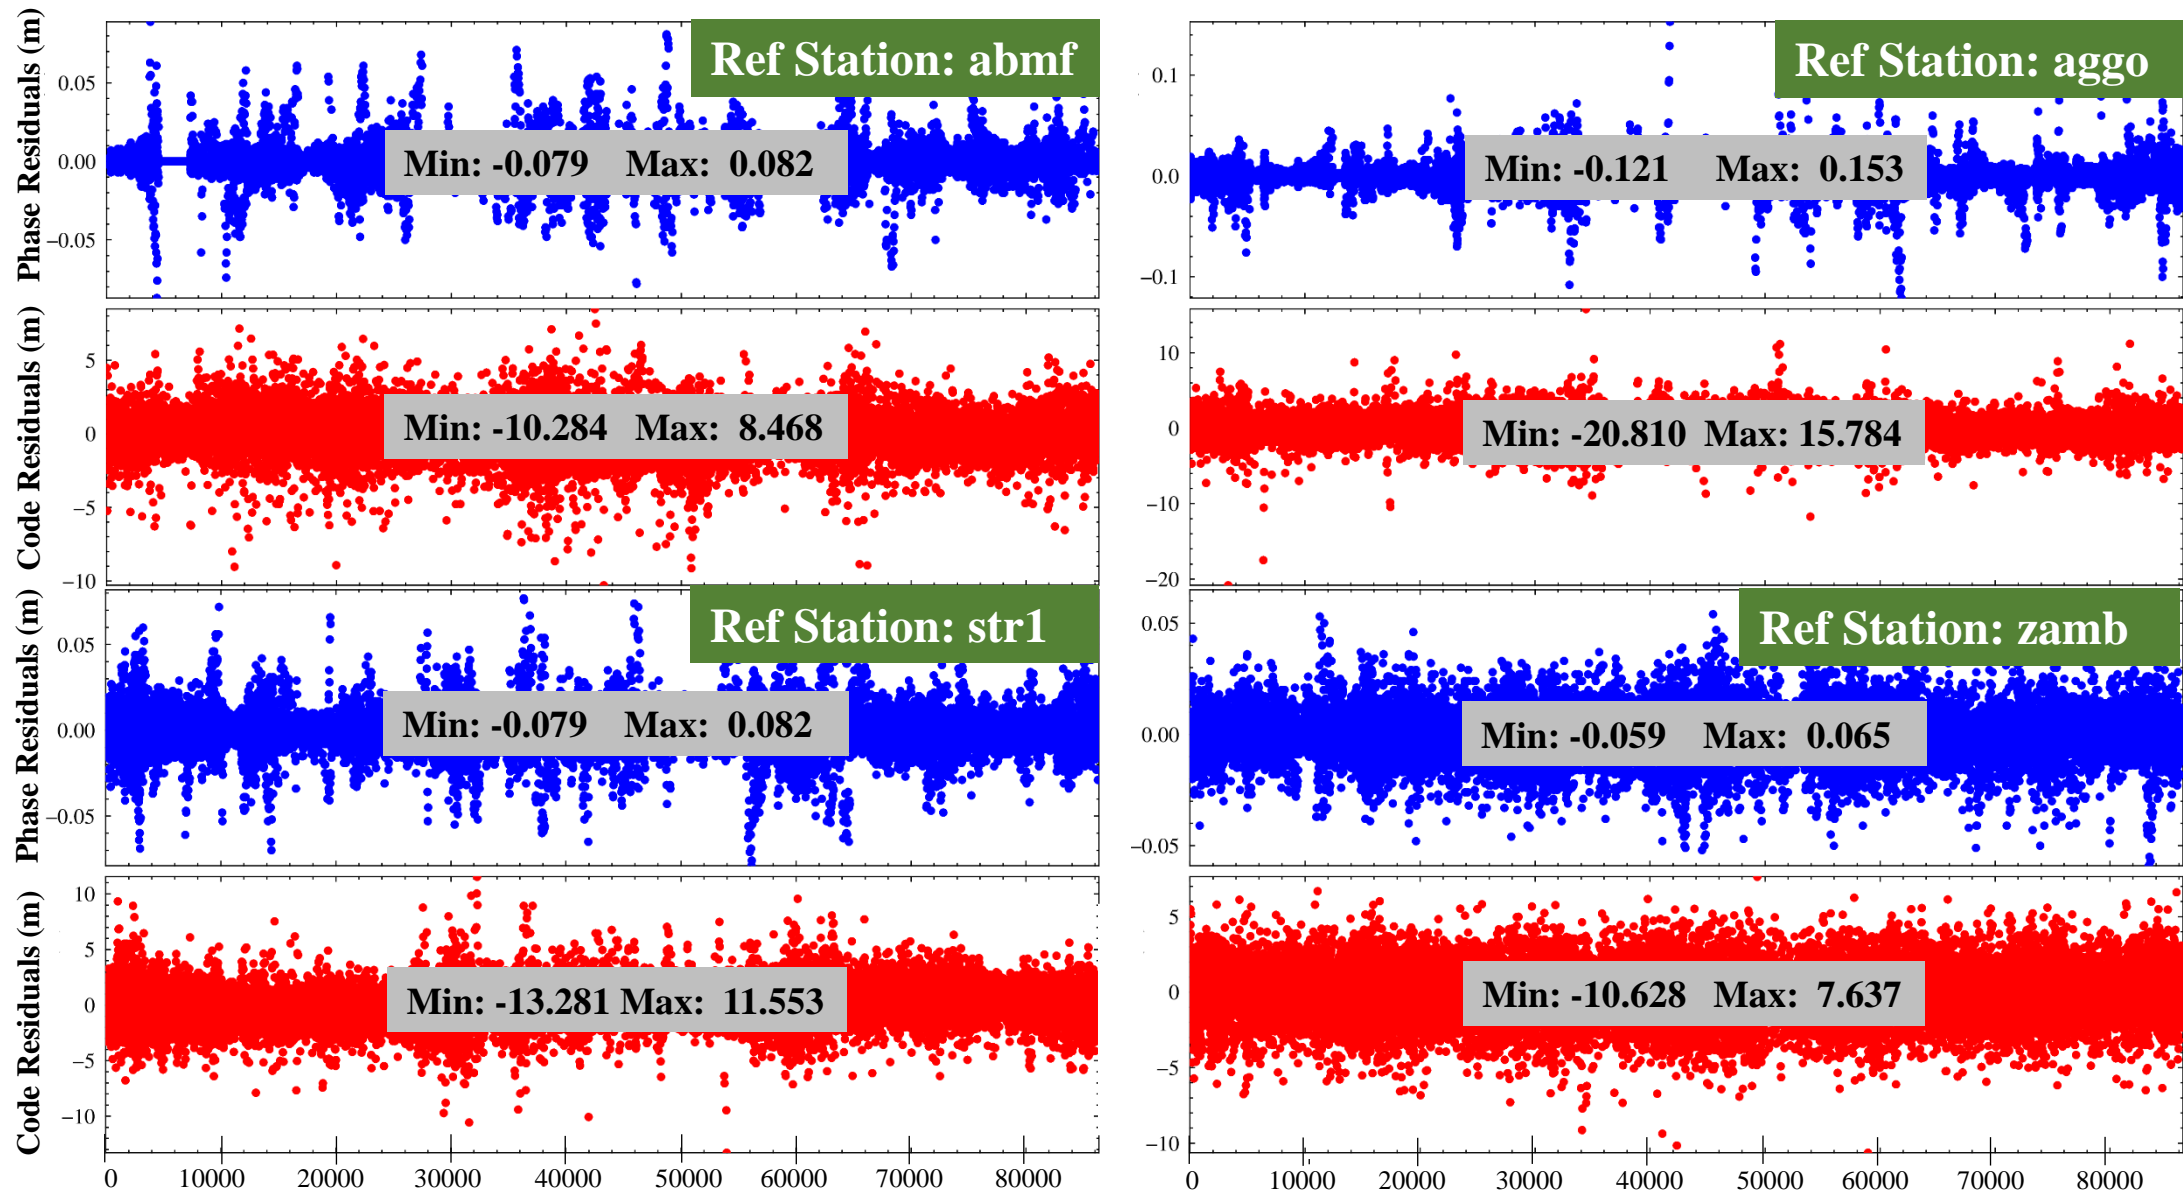 Phase Residuals (m
0.05
0.00
−0.05
Ref Station: abmf
Min: -0.079 Max: 0.082
0.1
0.0
−0.1
Ref Station: aggo
Min: -0.121 Max: 0.153
Code Residuals (m)
5
0
−5
−10
Min: -10.284 Max: 8.468
10
0
−10
−20
Min: -20.810 Max: 15.784
Phase Residuals (m)
0.05
0.00
−0.05
Ref Station: str1
Min: -0.079 Max: 0.082
0.05
0.00
−0.05
Ref Station: zamb
Min: -0.059 Max: 0.065
Code Residuals (m)
10
5
0
−5
−10
Min: -13.281 Max: 11.553
5
0
−5
−10
Min: -10.628 Max: 7.637
0 10000 20000 30000 40000 50000 60000 70000 80000
0 10000 20000 30000 40000 50000 60000 70000 80000